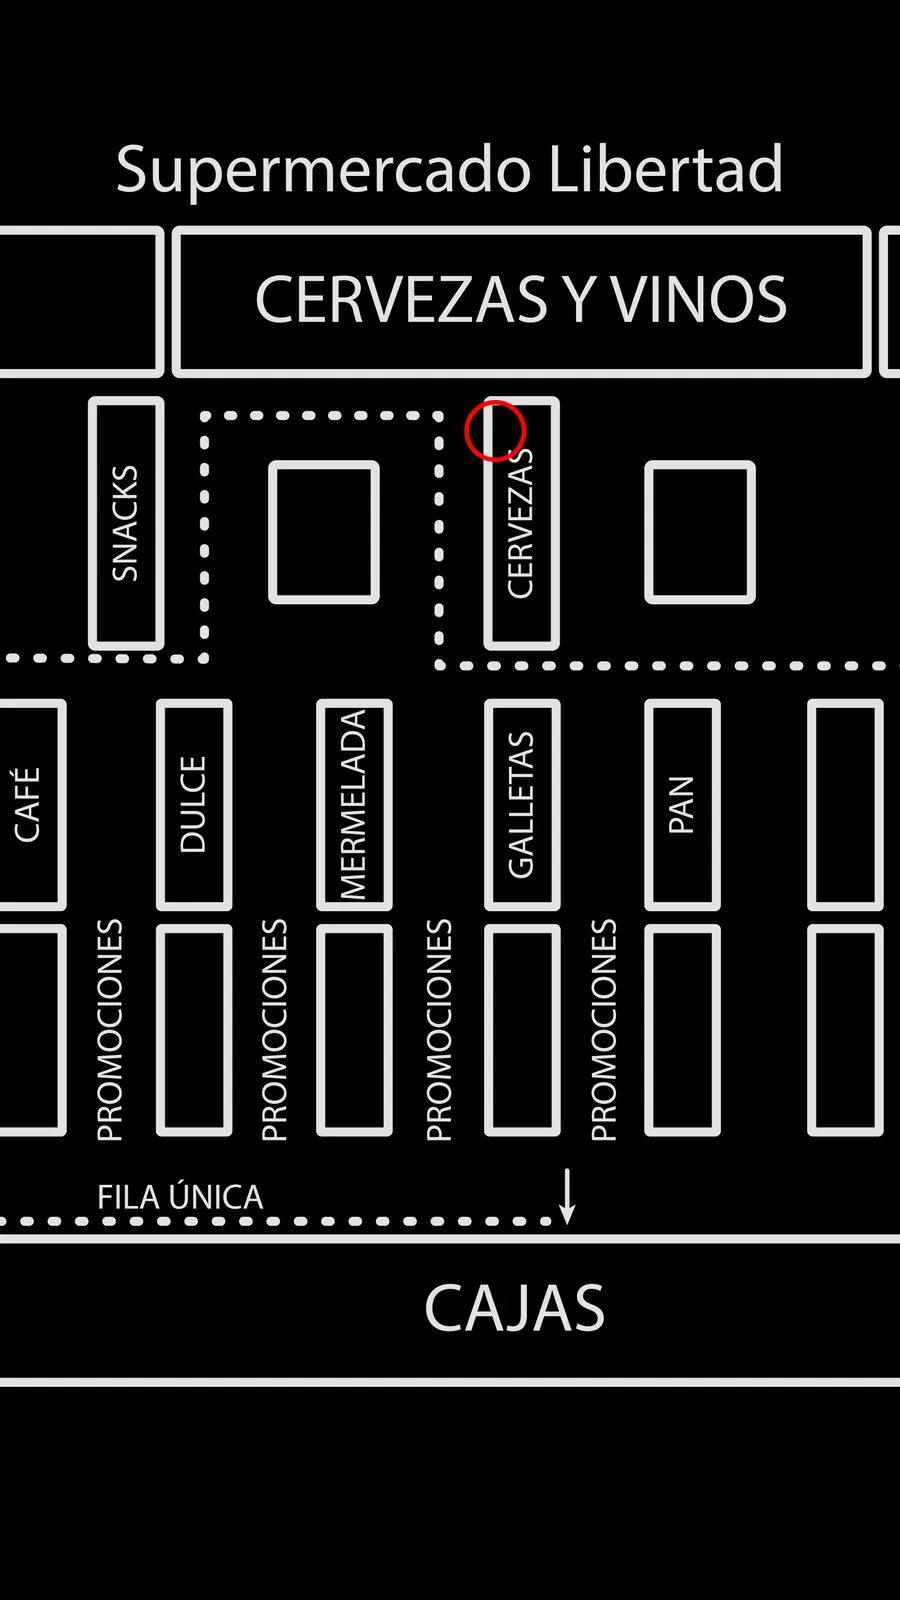 Supermercado Libertad
CERVEZAS Y VINOS
SNACKS
CERVEZAS
CAFÉ
DULCE
MERMELADA
GALLETAS
PAN
PROMOCIONES
PROMOCIONES
PROMOCIONES
PROMOCIONES
FILA ÚNICA
CAJAS